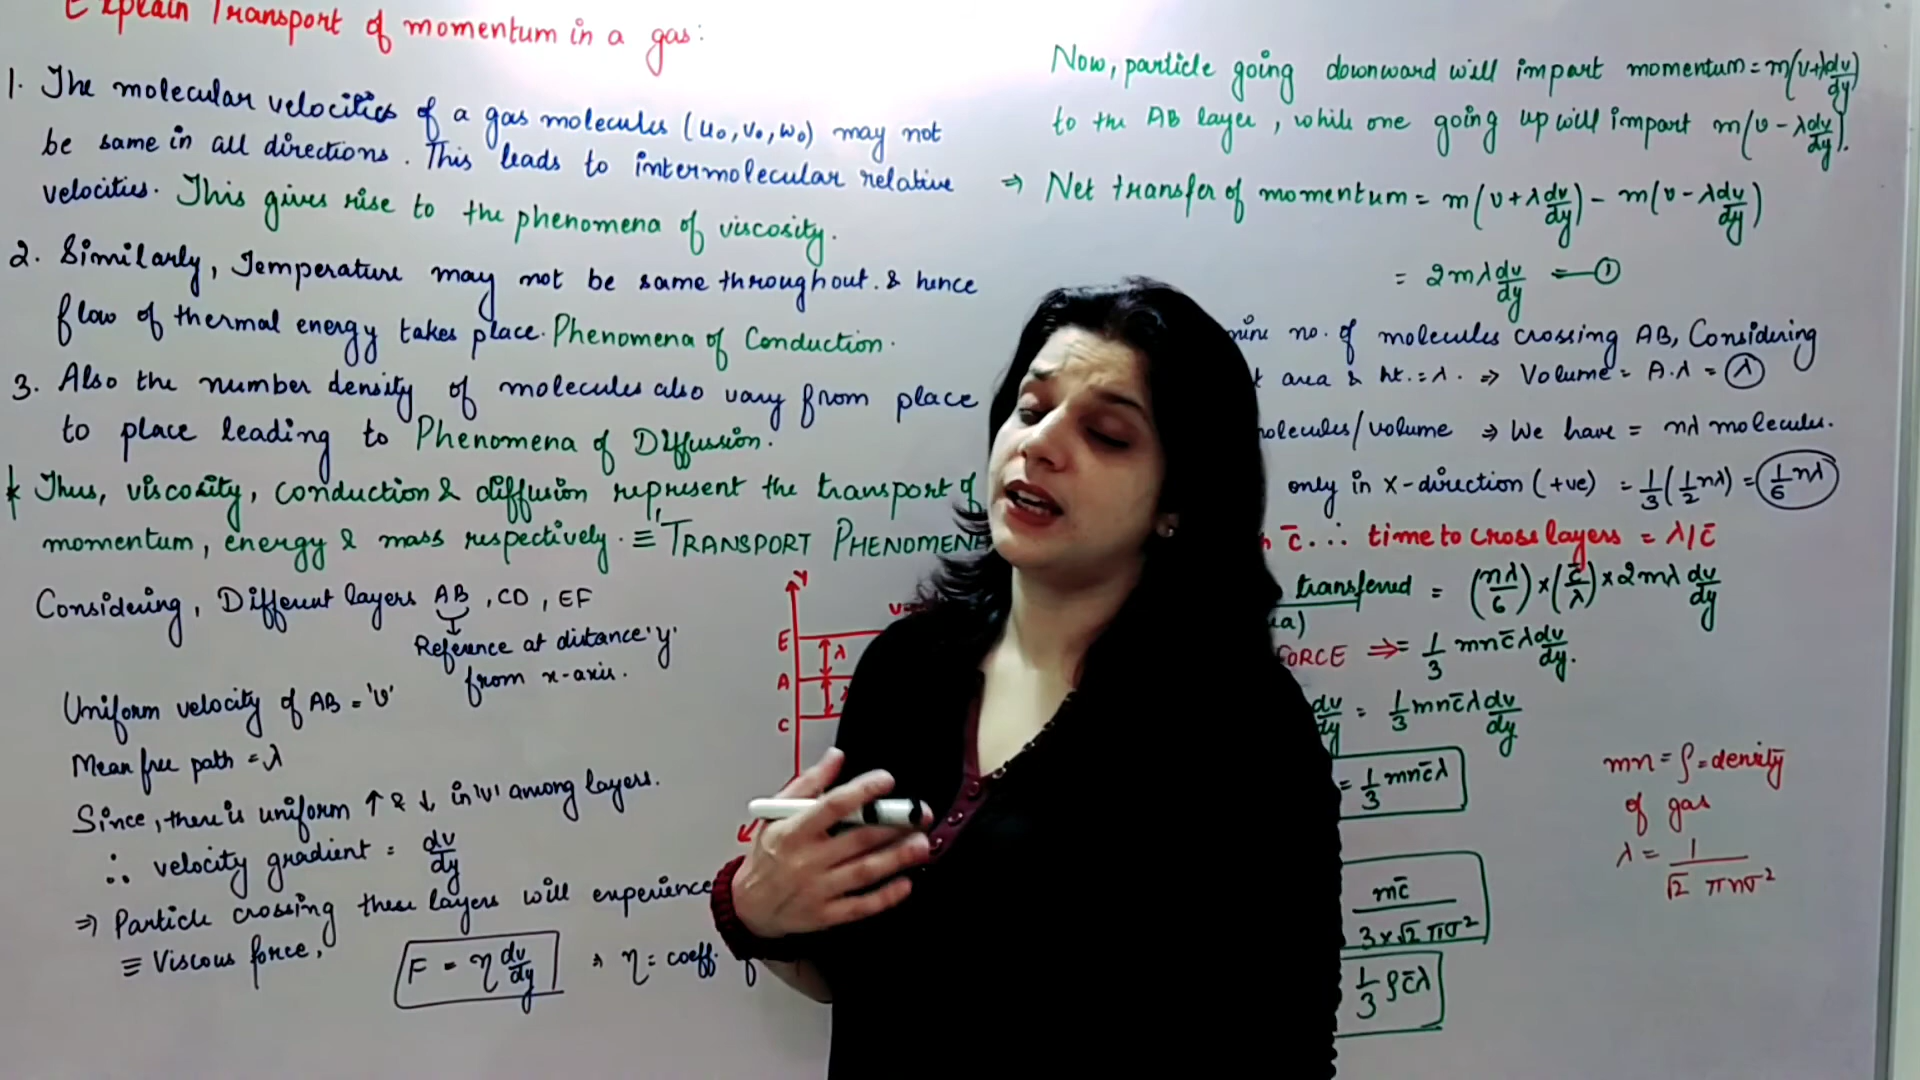 Explain Transport of momentum in a gas:
1. The molecular velocities of a gas molecules (u₀, v₀, w₀) may not
be same in all directions. This leads to intermolecular relative
velocities. This gives rise to the phenomena of viscosity.
2. Similarly, Temperature may not be same throughout. & hence
flow of thermal energy takes place. Phenomena of Conduction.
3. Also the number density of molecules also vary from place
to place leading to Phenomena of Diffussion.
* Thus, viscosity, conduction & diffusion represent the transport of
momentum, energy & mass respectively. ≡ TRANSPORT PHENOMENA
Considering, Different layers AB, CD, EF
Reference at distance 'y'
from x-axis.
Uniform velocity of AB = 'v'
Mean free path = λ
Since, there is uniform ↑ & ↓ in 'v' among layers.
∴ velocity gradient = dv/dy
⇒ Particle crossing these layers will experience
≡ Viscous force,
F = η dv/dy → η = coeff.
Y
E
λ
A
λ
C
Now, particle going downward will impart momentum = m(v+λdv/dy)
to the AB layer, while one going up will impart m(v - λdv/dy).
⇒ Net transfer of momentum = m(v + λdv/dy) - m(v - λdv/dy)
= 2mλ dv/dy — ①
no. of molecules crossing AB, Considering
area & ht. = λ. ⇒ Volume = A.λ = λ
molecules/volume ⇒ We have = nλ molecules.
only in x-direction (+ve) = 1/3 (1/2 nλ) = 1/6 nλ
c̄ ∴ time to cross layers = λ/c̄
transferred = (nλ/6) × (c̄/λ) × 2mλ dv/dy
FORCE ⇒ = 1/3 mnc̄λ dv/dy.
dv/dy = 1/3 mnc̄λ dv/dy
= 1/3 mnc̄λ
mc̄ / 3×√2 πσ²
1/3 ρc̄λ
mn = ρ = density
of gas
λ = 1 / √2 πnσ²